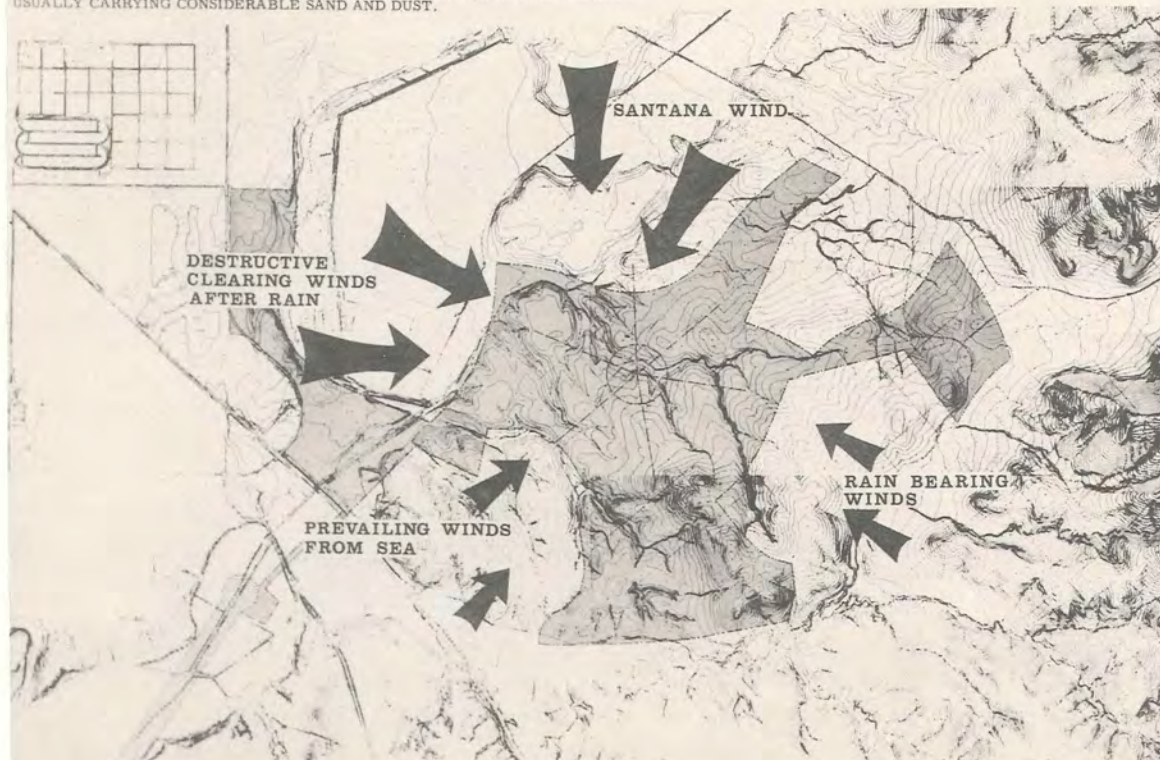 USUALLY CARRYING CONSIDERABLE SAND AND DUST.
SANTANA WIND
DESTRUCTIVE
CLEARING WINDS
AFTER RAIN
RAIN BEARING
WINDS
PREVAILING WINDS
FROM SEA